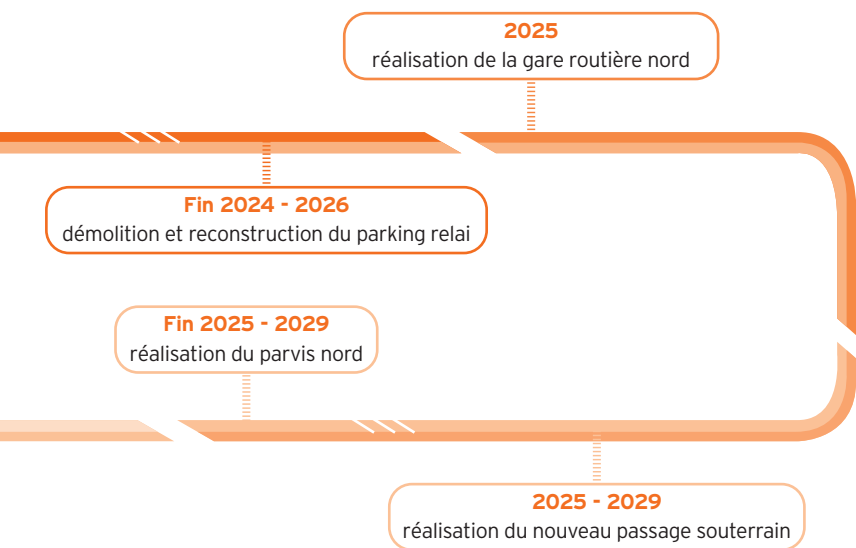 2025
réalisation de la gare routière nord
Fin 2024 - 2026
démolition et reconstruction du parking relai
Fin 2025 - 2029
réalisation du parvis nord
2025 - 2029
réalisation du nouveau passage souterrain